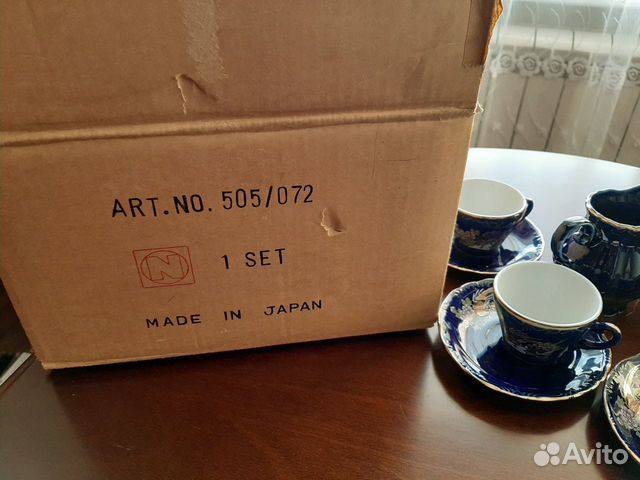 ART.NO. 505/072
N 1 SET
MADE IN JAPAN
Avito